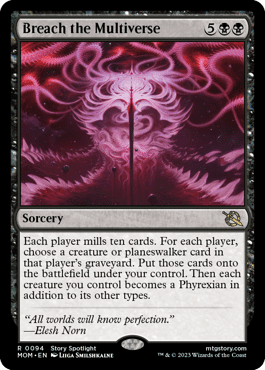 Breach the Multiverse 5
Sorcery
Each player mills ten cards. For each player,
choose a creature or planeswalker card in
that player's graveyard. Put those cards onto
the battlefield under your control. Then each
creature you control becomes a Phyrexian in
addition to its other types.
"All worlds will know perfection."
—Elesh Norn
R 0094 Story Spotlight mtgstory.com
MOM • EN Liiga Smilshkalne ™ & © 2023 Wizards of the Coast